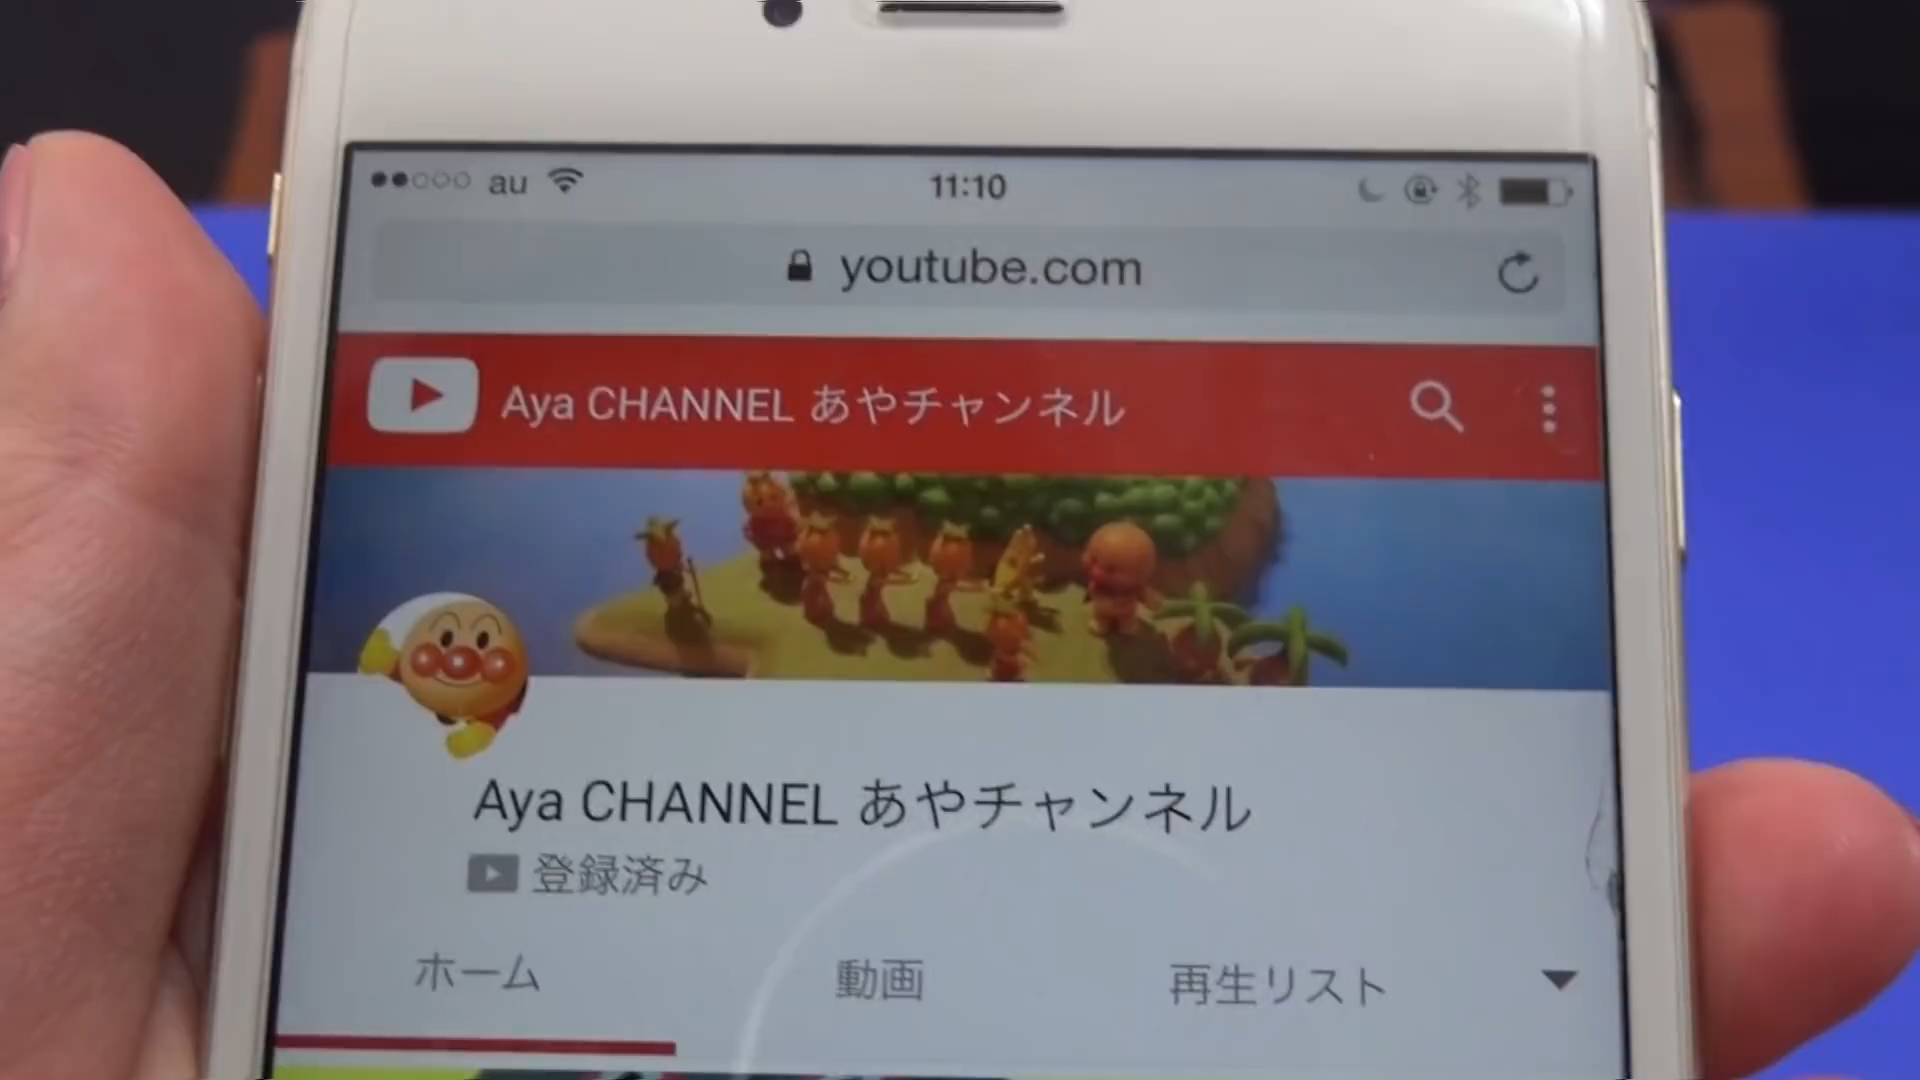 au 11:10
youtube.com
Aya CHANNEL あやチャンネル
Aya CHANNEL あやチャンネル
登録済み
ホーム 動画 再生リスト